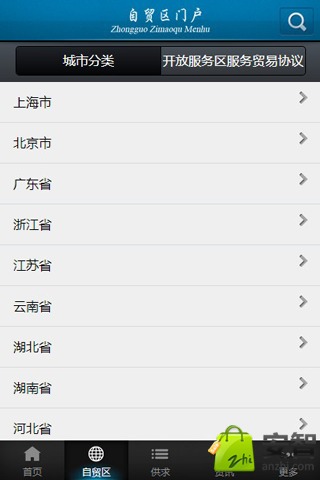 自贸区门户
Zhongguo Zimaoqu Menhu
城市分类
开放服务区服务贸易协议
上海市
北京市
广东省
浙江省
江苏省
云南省
湖北省
湖南省
河北省
首页
自贸区
供求
资讯
更多
安智
zhi
anzhi.com